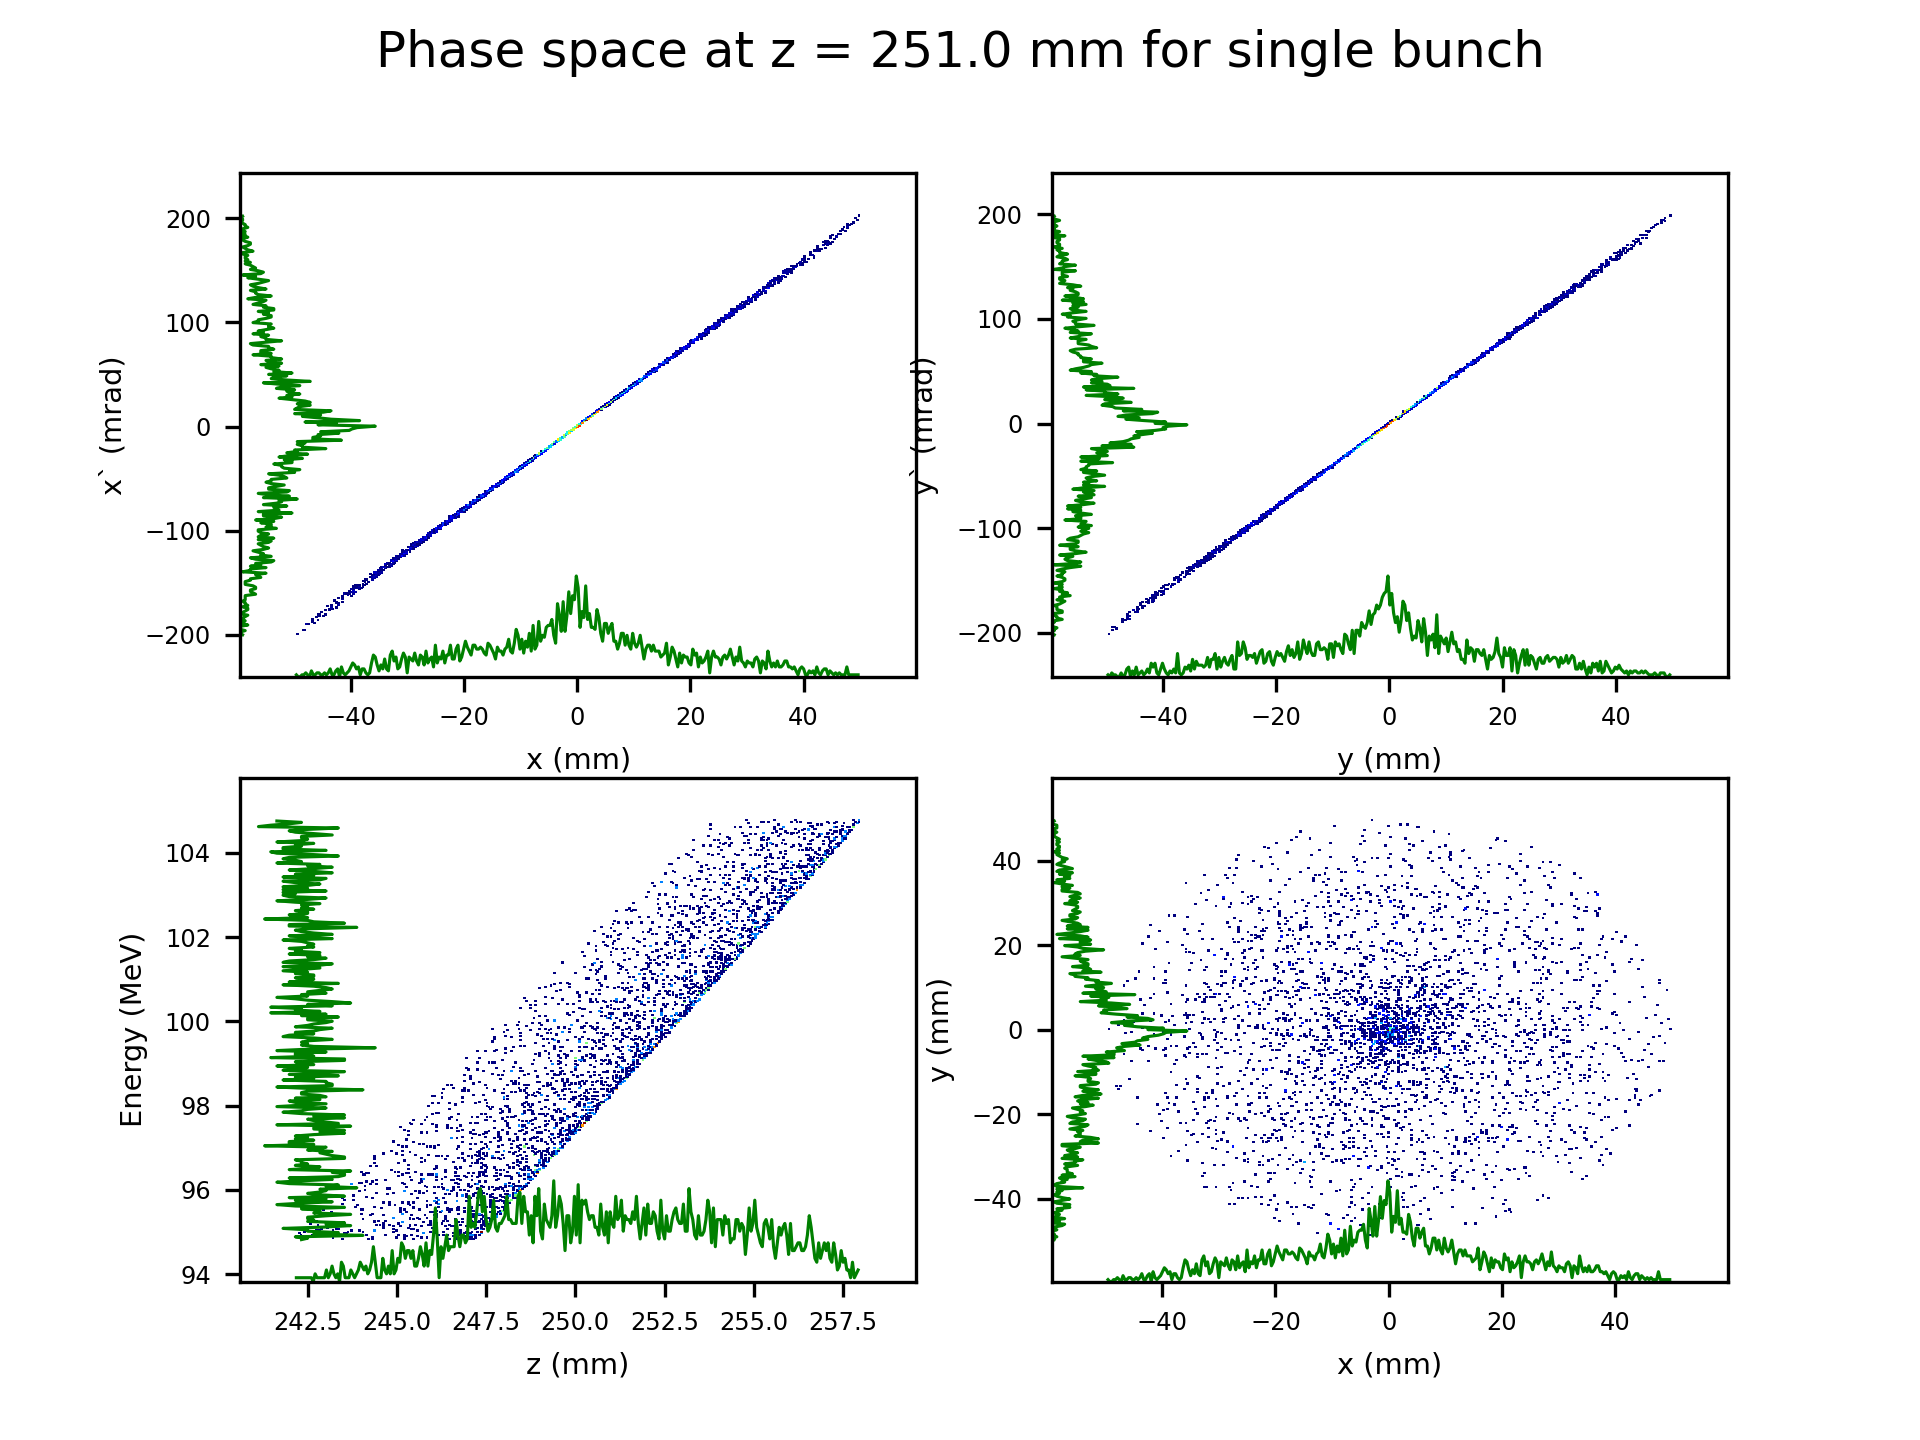 Phase space at z = 251.0 mm for single bunch
200
100
0
−100
−200
x` (mrad)
−40 −20 0 20 40
x (mm)
200
100
0
−100
−200
y` (mrad)
−40 −20 0 20 40
y (mm)
104
102
100
98
96
94
Energy (MeV)
242.5 245.0 247.5 250.0 252.5 255.0 257.5
z (mm)
40
20
0
−20
−40
y (mm)
−40 −20 0 20 40
x (mm)